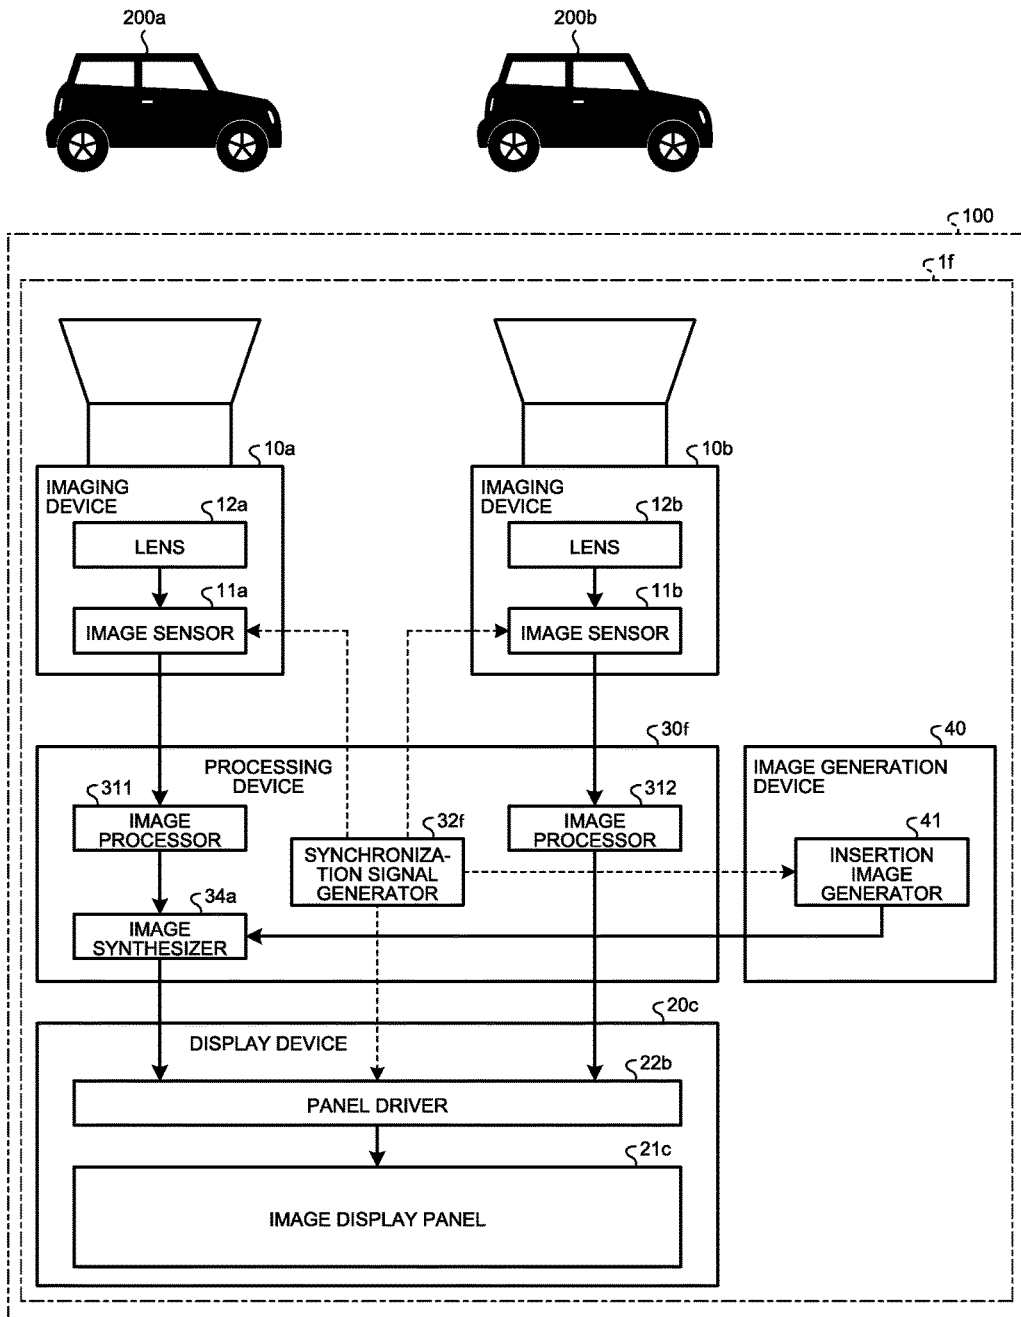 200a
200b
100
1f
10a
10b
IMAGING
DEVICE
IMAGING
DEVICE
12a
12b
LENS
LENS
11a
11b
IMAGE SENSOR
IMAGE SENSOR
30f
40
PROCESSING
DEVICE
IMAGE GENERATION
DEVICE
311
312
IMAGE
PROCESSOR
IMAGE
PROCESSOR
32f
41
SYNCHRONIZA-
TION SIGNAL
GENERATOR
INSERTION
IMAGE
GENERATOR
34a
IMAGE
SYNTHESIZER
20c
DISPLAY DEVICE
22b
PANEL DRIVER
21c
IMAGE DISPLAY PANEL